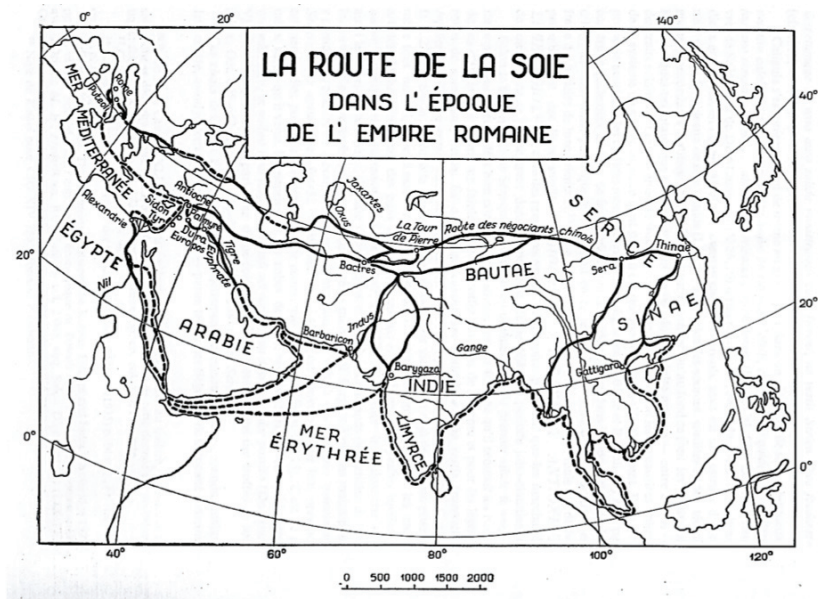 LA ROUTE DE LA SOIE
DANS L'ÉPOQUE
DE L'EMPIRE ROMAINE
0°
20°
140°
40°
20°
0°
20°
0°
40°
60°
80°
100°
120°
0 500 1000 1500 2000
MER
MÉDITERRANÉE
Rome
Puteoli
Antioche
Sidon
Tyr
Palmyre
Dura
Europos
Alexandrie
ÉGYPTE
Nil
ARABIE
Tigre
Euphrate
Oxus
Joxartes
La Tour
de Pierre
Route des négociants chinois
Bactres
BAUTAE
SERICE
Sera
Thinae
SINAE
Indus
Barbaricon
Gange
Barygaza
INDIE
LIMYRCE
Gattigara
MER
ÉRYTHRÉE